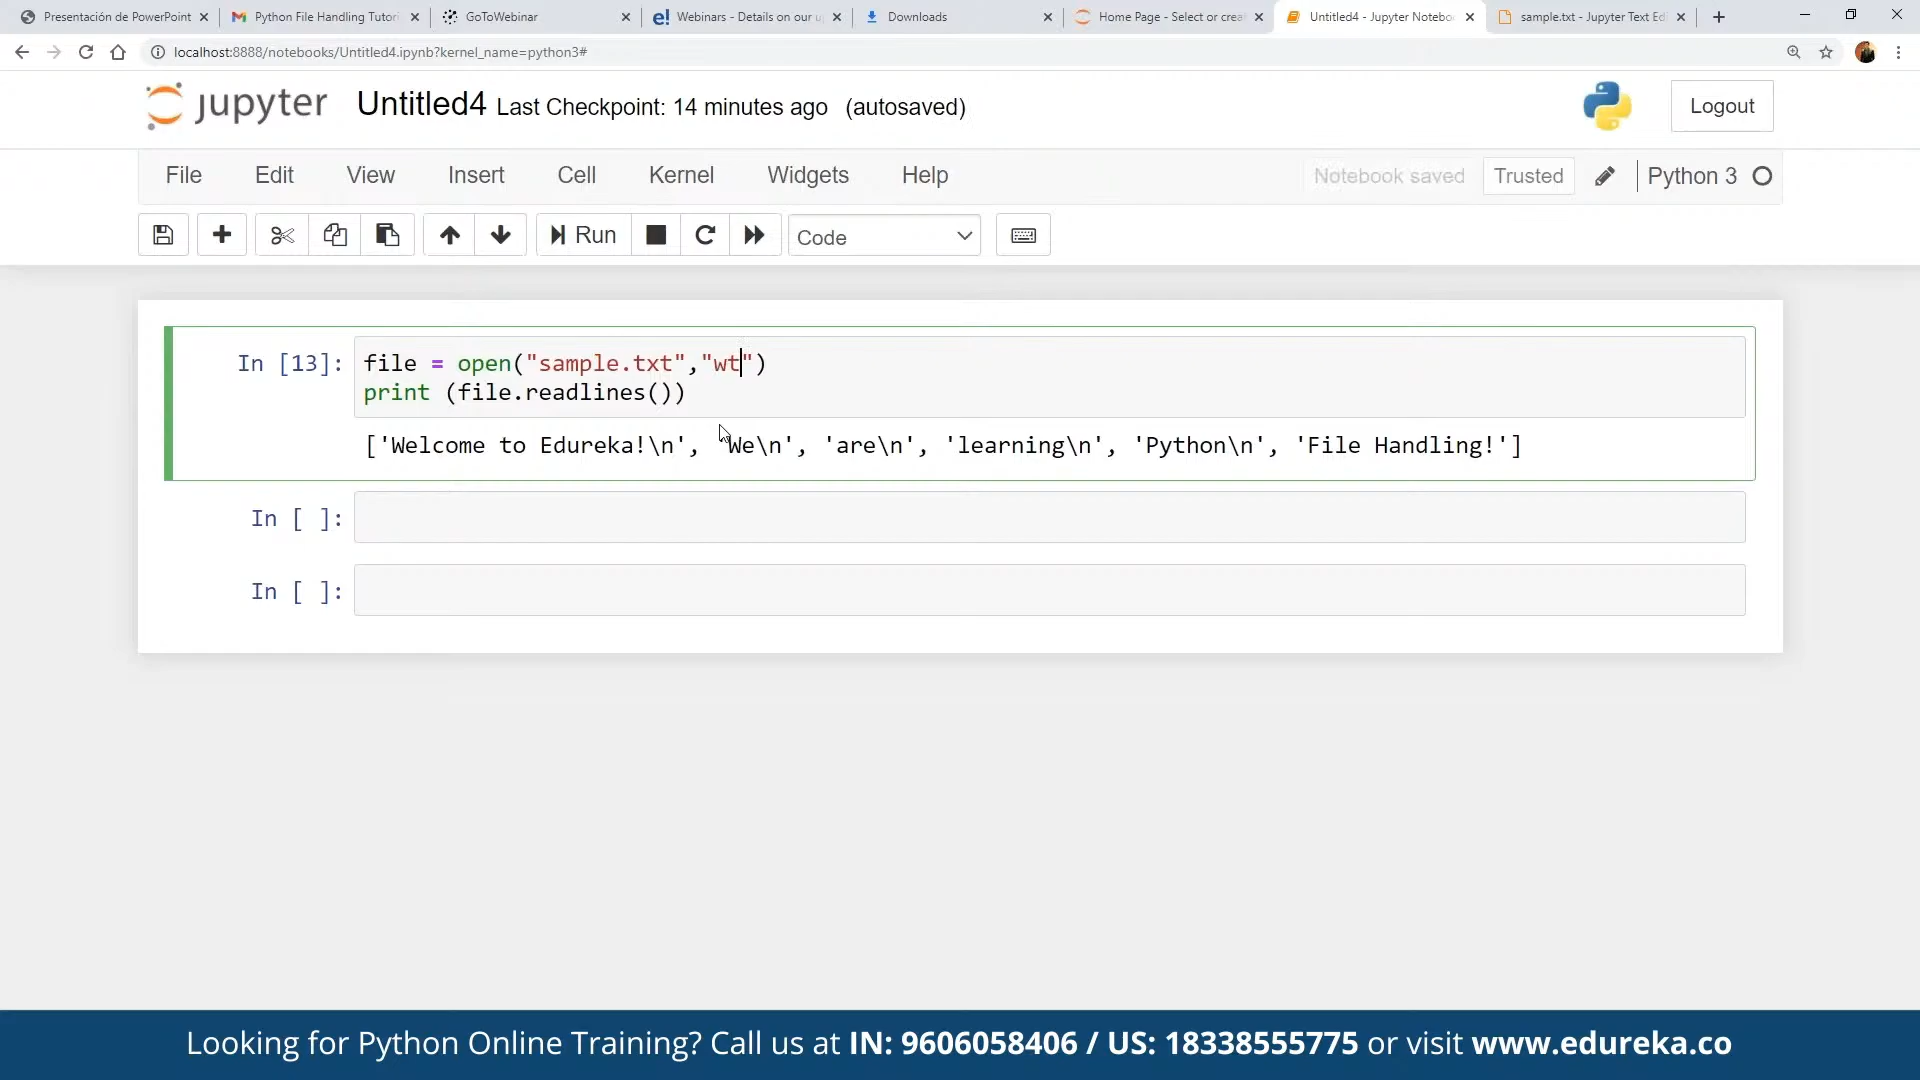 Presentación de PowerPoint
Python File Handling Tutori
GoToWebinar
Webinars - Details on our u
Downloads
Home Page - Select or crea
Untitled4 - Jupyter Notebo
sample.txt - Jupyter Text Edi
localhost:8888/notebooks/Untitled4.ipynb?kernel_name=python3#
jupyter Untitled4 Last Checkpoint: 14 minutes ago (autosaved)
Logout
File Edit View Insert Cell Kernel Widgets Help
Notebook saved Trusted Python 3
Run Code
In [13]: file = open("sample.txt","wt")
print (file.readlines())
['Welcome to Edureka!\n', 'We\n', 'are\n', 'learning\n', 'Python\n', 'File Handling!']
In [ ]:
In [ ]:
Looking for Python Online Training? Call us at IN: 9606058406 / US: 18338555775 or visit www.edureka.co